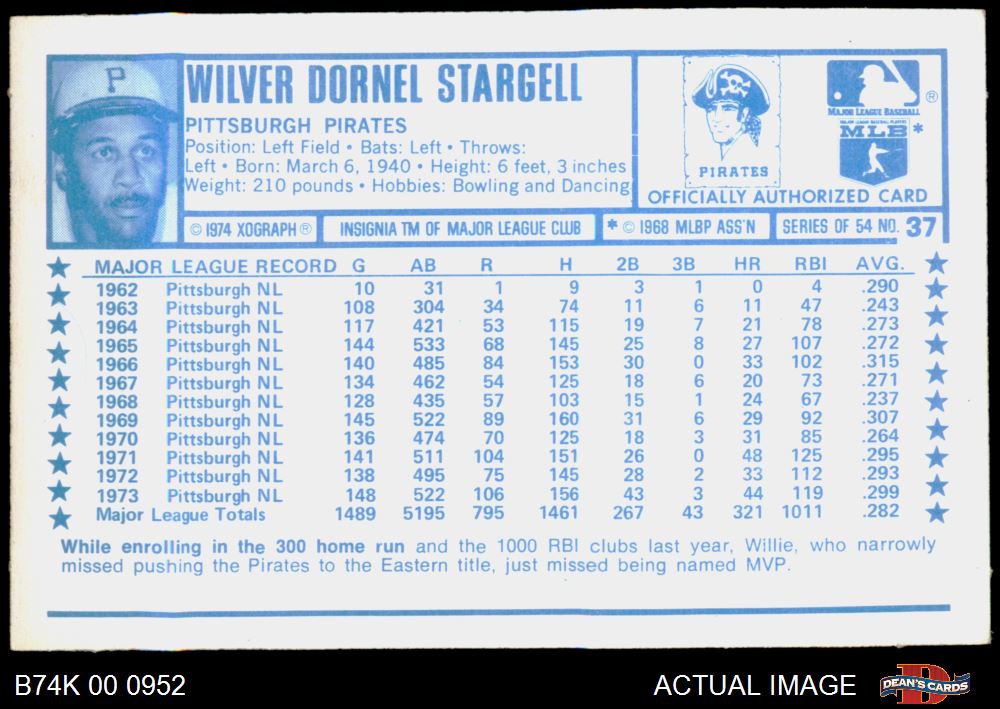 P
WILVER DORNEL STARGELL
PITTSBURGH PIRATES
Position: Left Field • Bats: Left • Throws:
Left • Born: March 6, 1940 • Height: 6 feet, 3 inches
Weight: 210 pounds • Hobbies: Bowling and Dancing
PIRATES
MAJOR LEAGUE BASEBALL ®
MAJOR LEAGUE BASEBALL PLAYERS
MLB *
OFFICIALLY AUTHORIZED CARD
© 1974 XOGRAPH ® INSIGNIA TM OF MAJOR LEAGUE CLUB * © 1968 MLBP ASS'N SERIES OF 54 NO. 37
MAJOR LEAGUE RECORD G AB R H 2B 3B HR RBI AVG.
1962 Pittsburgh NL 10 31 1 9 3 1 0 4 .290
1963 Pittsburgh NL 108 304 34 74 11 6 11 47 .243
1964 Pittsburgh NL 117 421 53 115 19 7 21 78 .273
1965 Pittsburgh NL 144 533 68 145 25 8 27 107 .272
1966 Pittsburgh NL 140 485 84 153 30 0 33 102 .315
1967 Pittsburgh NL 134 462 54 125 18 6 20 73 .271
1968 Pittsburgh NL 128 435 57 103 15 1 24 67 .237
1969 Pittsburgh NL 145 522 89 160 31 6 29 92 .307
1970 Pittsburgh NL 136 474 70 125 18 3 31 85 .264
1971 Pittsburgh NL 141 511 104 151 26 0 48 125 .295
1972 Pittsburgh NL 138 495 75 145 28 2 33 112 .293
1973 Pittsburgh NL 148 522 106 156 43 3 44 119 .299
Major League Totals 1489 5195 795 1461 267 43 321 1011 .282
While enrolling in the 300 home run and the 1000 RBI clubs last year, Willie, who narrowly
missed pushing the Pirates to the Eastern title, just missed being named MVP.
B74K 00 0952 ACTUAL IMAGE DEAN'S CARDS